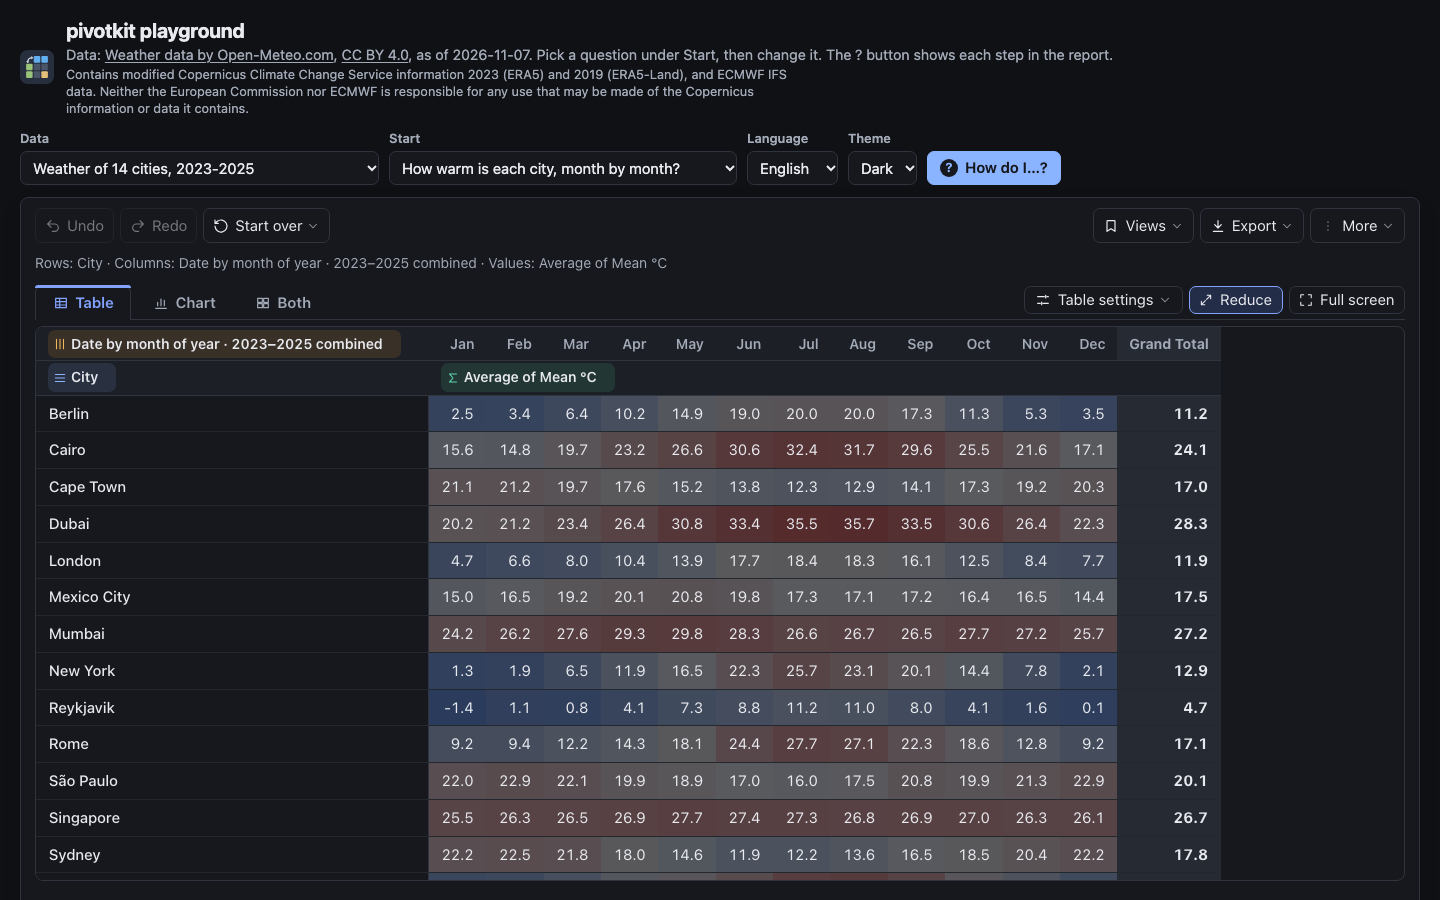 pivotkit playground
Data: Weather data by Open-Meteo.com, CC BY 4.0, as of 2026-11-07. Pick a question under Start, then change it. The ? button shows each step in the report.
Contains modified Copernicus Climate Change Service information 2023 (ERA5) and 2019 (ERA5-Land), and ECMWF IFS
data. Neither the European Commission nor ECMWF is responsible for any use that may be made of the Copernicus
information or data it contains.
Data Start Language Theme
Weather of 14 cities, 2023-2025 How warm is each city, month by month? English Dark ? How do I...?
Undo Redo Start over Views Export More
Rows: City · Columns: Date by month of year · 2023–2025 combined · Values: Average of Mean °C
Table Chart Both Table settings Reduce Full screen
Date by month of year · 2023–2025 combined Jan Feb Mar Apr May Jun Jul Aug Sep Oct Nov Dec Grand Total
City Σ Average of Mean °C
Berlin 2.5 3.4 6.4 10.2 14.9 19.0 20.0 20.0 17.3 11.3 5.3 3.5 11.2
Cairo 15.6 14.8 19.7 23.2 26.6 30.6 32.4 31.7 29.6 25.5 21.6 17.1 24.1
Cape Town 21.1 21.2 19.7 17.6 15.2 13.8 12.3 12.9 14.1 17.3 19.2 20.3 17.0
Dubai 20.2 21.2 23.4 26.4 30.8 33.4 35.5 35.7 33.5 30.6 26.4 22.3 28.3
London 4.7 6.6 8.0 10.4 13.9 17.7 18.4 18.3 16.1 12.5 8.4 7.7 11.9
Mexico City 15.0 16.5 19.2 20.1 20.8 19.8 17.3 17.1 17.2 16.4 16.5 14.4 17.5
Mumbai 24.2 26.2 27.6 29.3 29.8 28.3 26.6 26.7 26.5 27.7 27.2 25.7 27.2
New York 1.3 1.9 6.5 11.9 16.5 22.3 25.7 23.1 20.1 14.4 7.8 2.1 12.9
Reykjavik -1.4 1.1 0.8 4.1 7.3 8.8 11.2 11.0 8.0 4.1 1.6 0.1 4.7
Rome 9.2 9.4 12.2 14.3 18.1 24.4 27.7 27.1 22.3 18.6 12.8 9.2 17.1
São Paulo 22.0 22.9 22.1 19.9 18.9 17.0 16.0 17.5 20.8 19.9 21.3 22.9 20.1
Singapore 25.5 26.3 26.5 26.9 27.7 27.4 27.3 26.8 26.9 27.0 26.3 26.1 26.7
Sydney 22.2 22.5 21.8 18.0 14.6 11.9 12.2 13.6 16.5 18.5 20.4 22.2 17.8